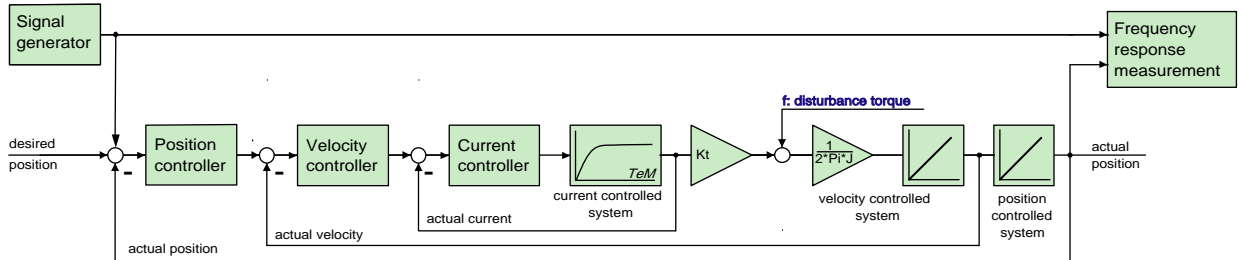 Signal
generator
Frequency
response
measurement
f: disturbance torque
desired
position
Position
controller
Velocity
controller
Current
controller
TeM
Kt
1
2*Pi*J
actual
position
current controlled
system
velocity controlled
system
position
controlled
system
actual current
actual velocity
actual position